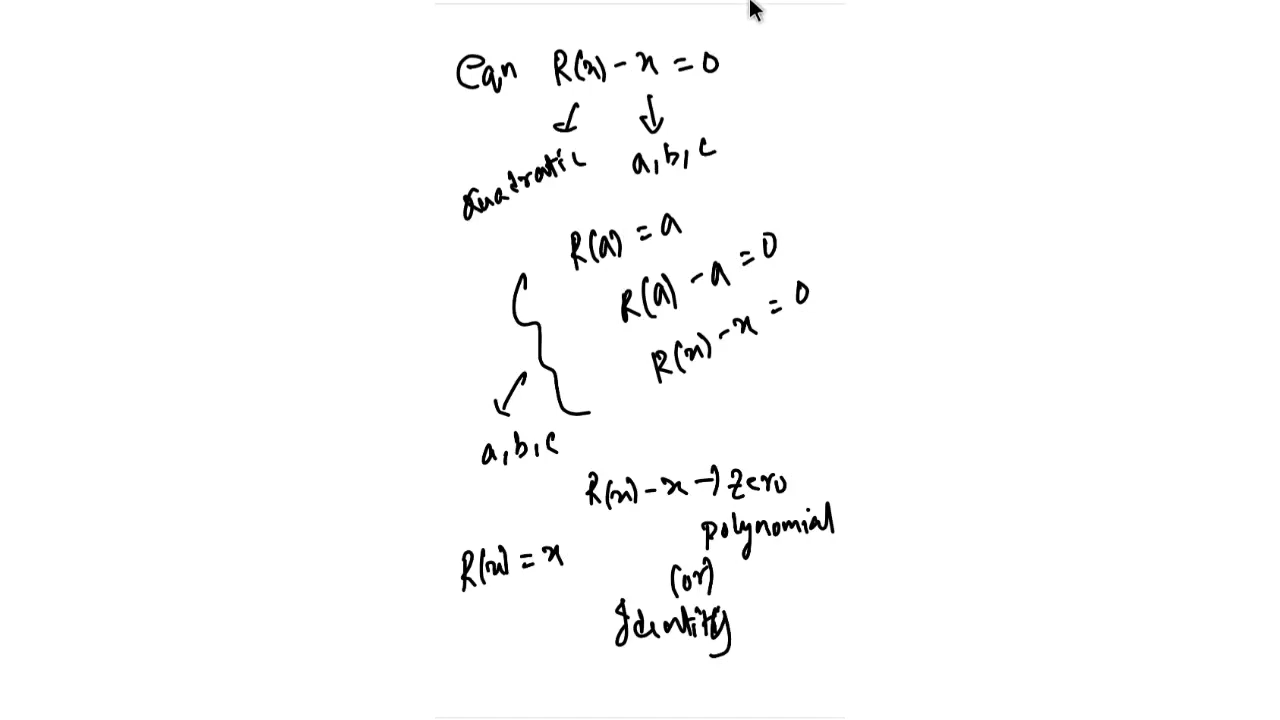 Eqn R(x) - x = 0
quadratic a, b, c
R(a) = a
R(a) - a = 0
R(x) - x = 0
a, b, c
R(x) - x → Zero
polynomial
R(x) = x
(or)
Identity